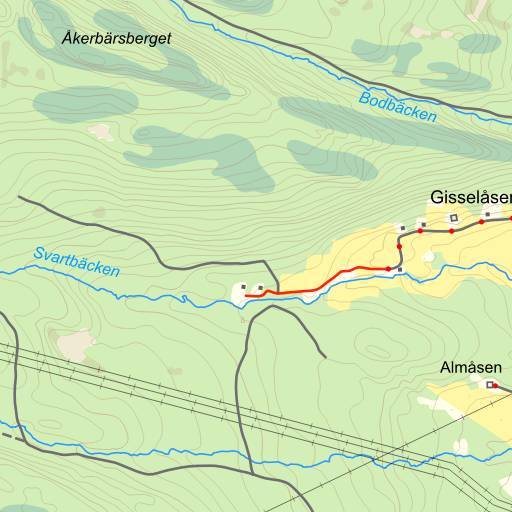 Åkerbärsberget
Bodbäcken
Gisselåsen
Svartbäcken
Almåsen